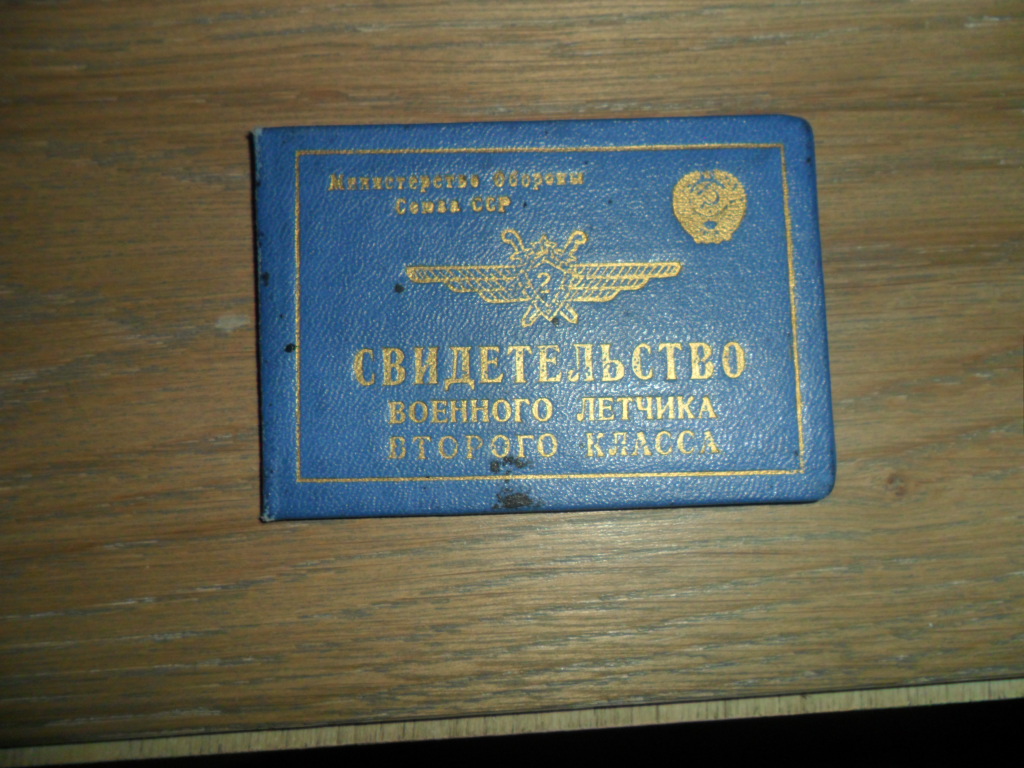 Министерство Обороны
Союза ССР
2
СВИДЕТЕЛЬСТВО
ВОЕННОГО ЛЕТЧИКА
ВТОРОГО КЛАССА